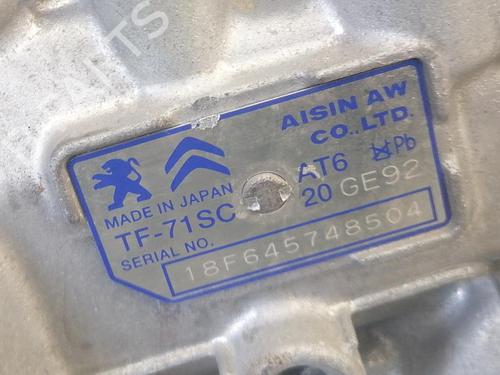 AISIN AW
CO.,LTD.
MADE IN JAPAN
AT6 Pb
TF-71SC
20 GE92
SERIAL NO.
18F645748504